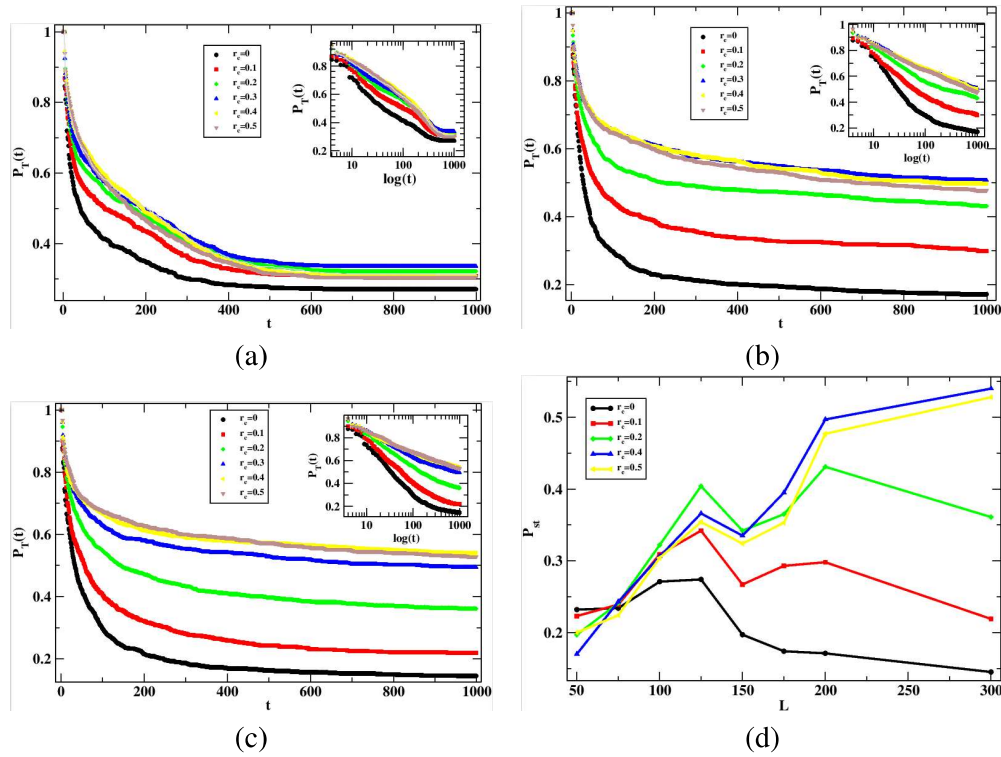 1
0.8
0.6
0.4
P_T(t)
0 200 400 600 800 1000
t
r_c=0
r_c=0.1
r_c=0.2
r_c=0.3
r_c=0.4
r_c=0.5
P_T(t)
1
0.8
0.6
0.4
0.2
10 100 1000
log(t)
(a)
1
0.8
0.6
0.4
0.2
P_T(t)
0 200 400 600 800 1000
t
r_c=0
r_c=0.1
r_c=0.2
r_c=0.3
r_c=0.4
r_c=0.5
P_T(t)
1
0.8
0.6
0.4
0.2
10 100 1000
log(t)
(b)
1
0.8
0.6
0.4
0.2
P_T(t)
0 200 400 600 800 1000
t
r_c=0
r_c=0.1
r_c=0.2
r_c=0.3
r_c=0.4
r_c=0.5
P_T(t)
1
0.8
0.6
0.4
0.2
10 100 1000
log(t)
(c)
0.5
0.4
0.3
0.2
P_st
50 100 150 200 250 300
L
r_c=0
r_c=0.1
r_c=0.2
r_c=0.4
r_c=0.5
(d)